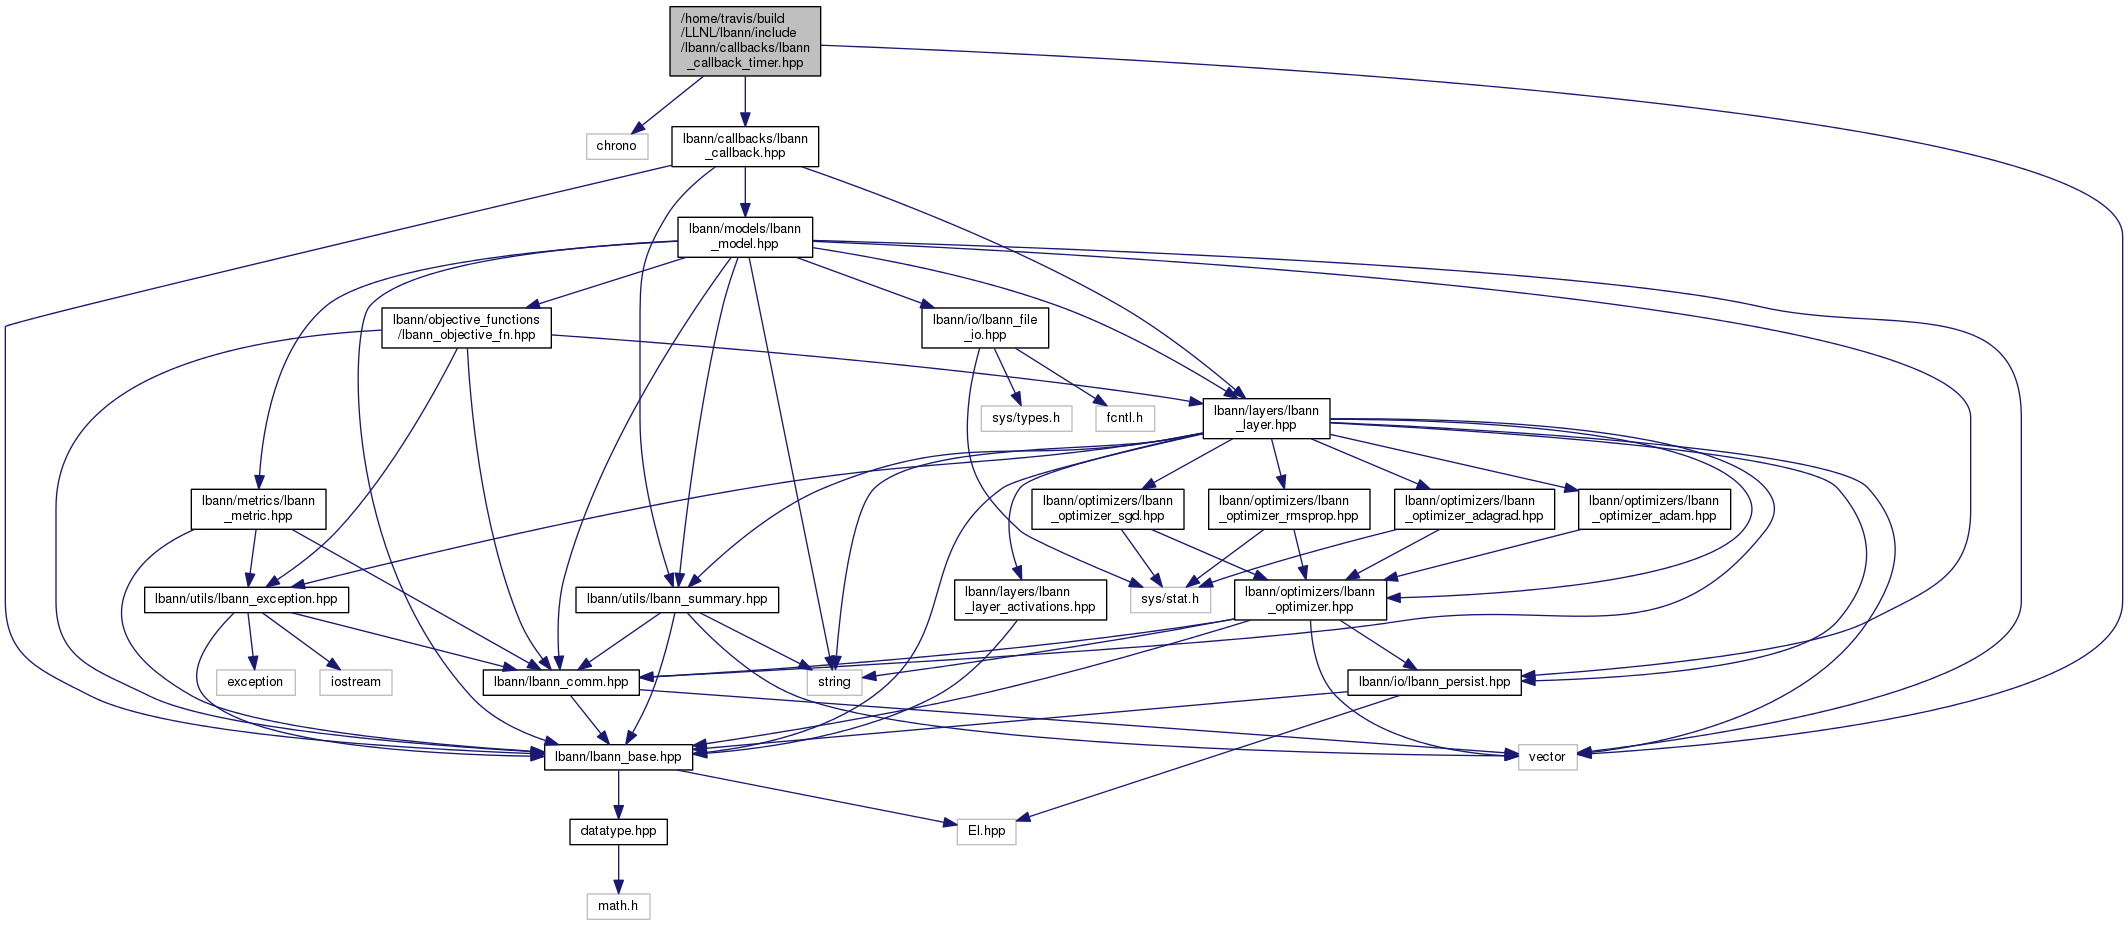 /home/travis/build
/LLNL/lbann/include
/lbann/callbacks/lbann
_callback_timer.hpp
chrono
lbann/callbacks/lbann
_callback.hpp
lbann/models/lbann
_model.hpp
lbann/objective_functions
/lbann_objective_fn.hpp
lbann/io/lbann_file
_io.hpp
sys/types.h
fcntl.h
lbann/layers/lbann
_layer.hpp
lbann/metrics/lbann
_metric.hpp
lbann/optimizers/lbann
_optimizer_sgd.hpp
lbann/optimizers/lbann
_optimizer_rmsprop.hpp
lbann/optimizers/lbann
_optimizer_adagrad.hpp
lbann/optimizers/lbann
_optimizer_adam.hpp
lbann/utils/lbann_exception.hpp
lbann/utils/lbann_summary.hpp
lbann/layers/lbann
_layer_activations.hpp
sys/stat.h
lbann/optimizers/lbann
_optimizer.hpp
exception
iostream
lbann/lbann_comm.hpp
string
lbann/io/lbann_persist.hpp
lbann/lbann_base.hpp
vector
datatype.hpp
El.hpp
math.h